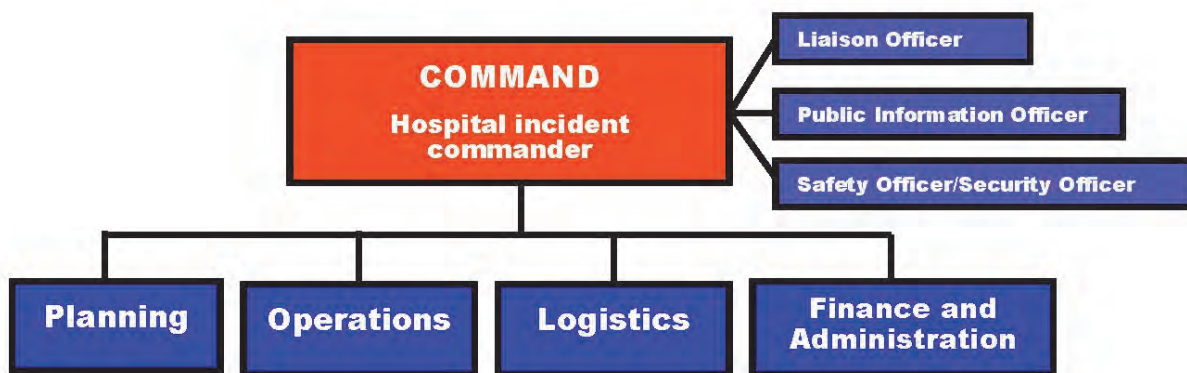 COMMAND
Hospital incident
commander
Liaison Officer
Public Information Officer
Safety Officer/Security Officer
Planning
Operations
Logistics
Finance and
Administration